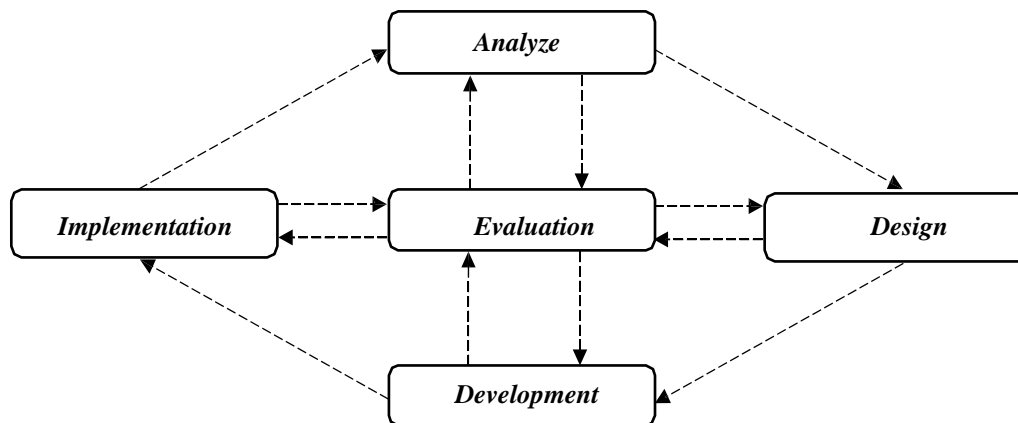 Analyze
Implementation
Evaluation
Design
Development